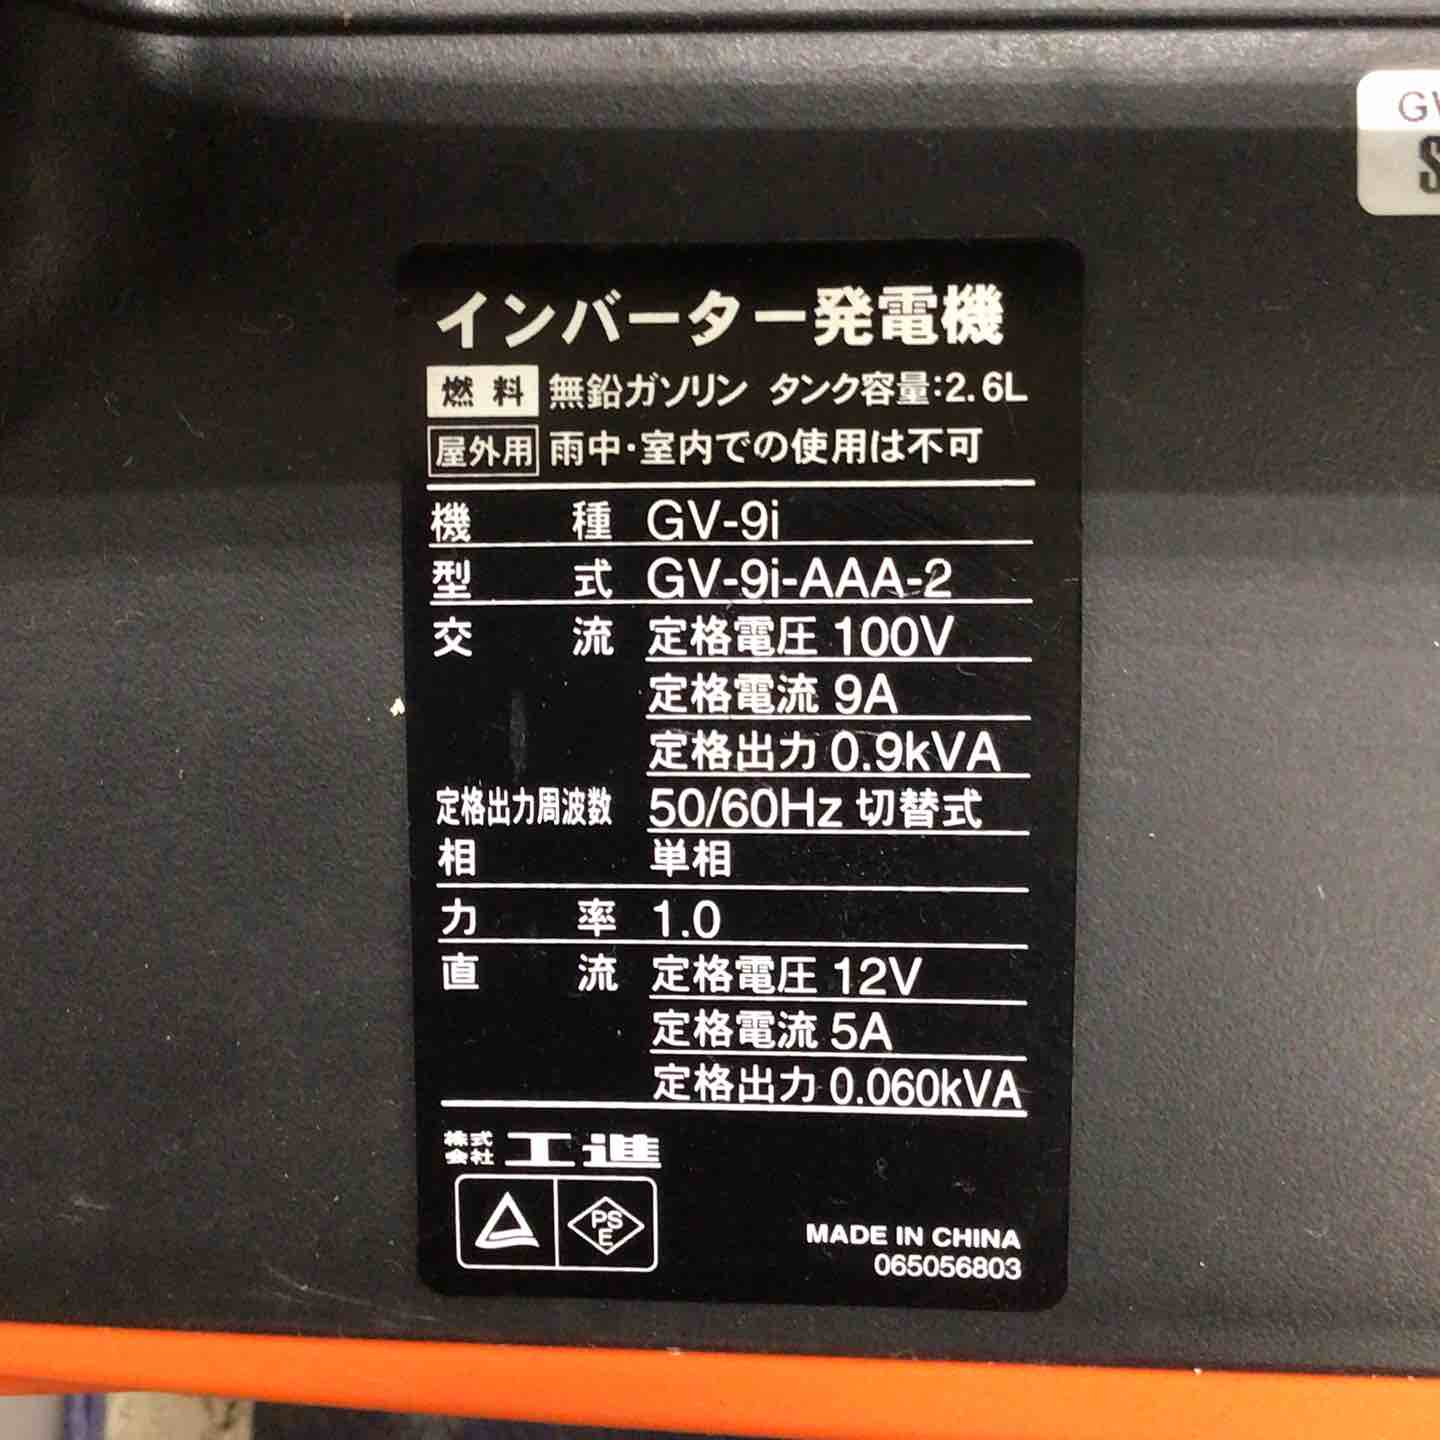 インバーター発電機
燃料 無鉛ガソリン タンク容量:2.6L
屋外用 雨中・室内での使用は不可
機種 GV-9i
型式 GV-9i-AAA-2
交流 定格電圧 100V
定格電流 9A
定格出力 0.9kVA
定格出力周波数 50/60Hz 切替式
相 単相
力率 1.0
直流 定格電圧 12V
定格電流 5A
定格出力 0.060kVA
株式会社 工進
PSE
MADE IN CHINA
065056803